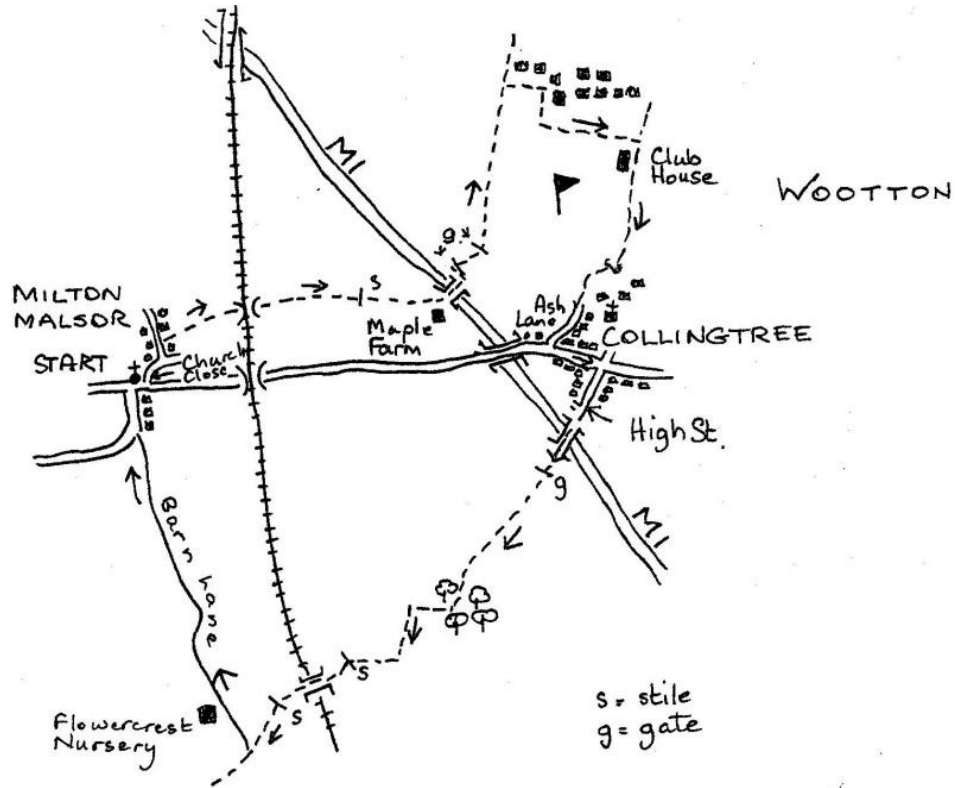 M1
g
Club
House
WOOTTON
s
MILTON
MALSOR
START
Church
Close
s
Maple
Farm
Ash
Lane
COLLINGTREE
High St.
g
M1
Barn Lane
s
s
Flowercrest
Nursery
s = stile
g = gate